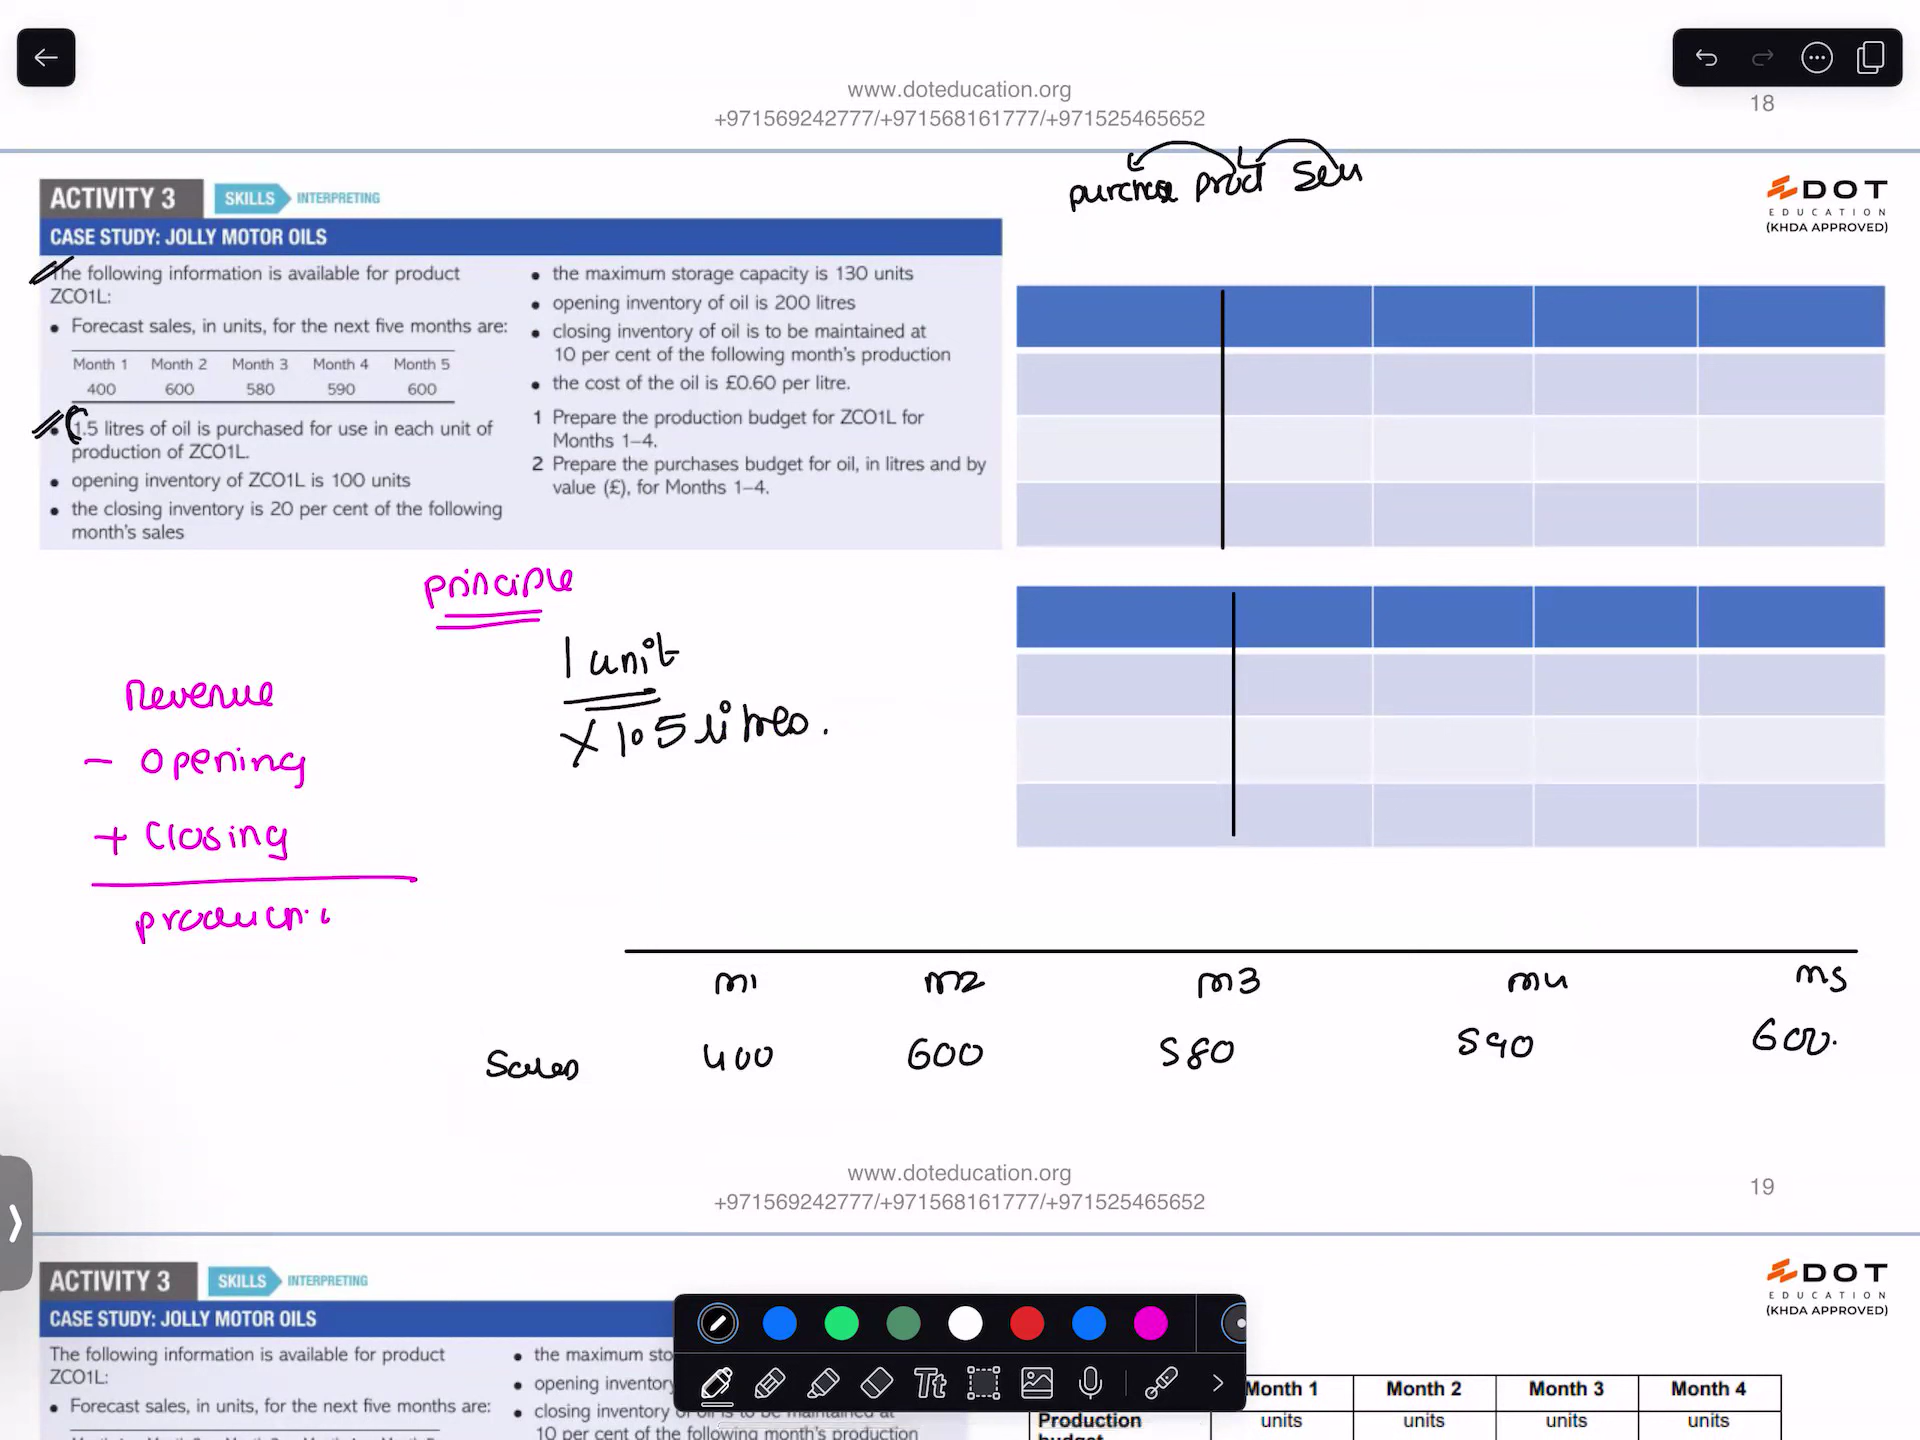 www.doteducation.org
+971569242777/+971568161777/+971525465652
18
purchase prod Sell
ACTIVITY 3 SKILLS INTERPRETING
DOT
EDUCATION
(KHDA APPROVED)
CASE STUDY: JOLLY MOTOR OILS
The following information is available for product
ZCO1L:
• Forecast sales, in units, for the next five months are:
Month 1 Month 2 Month 3 Month 4 Month 5
400 600 580 590 600
• 1.5 litres of oil is purchased for use in each unit of
production of ZCO1L.
• opening inventory of ZCO1L is 100 units
• the closing inventory is 20 per cent of the following
month's sales
• the maximum storage capacity is 130 units
• opening inventory of oil is 200 litres
• closing inventory of oil is to be maintained at
10 per cent of the following month's production
• the cost of the oil is £0.60 per litre.
1 Prepare the production budget for ZCO1L for
Months 1–4.
2 Prepare the purchases budget for oil, in litres and by
value (£), for Months 1–4.
principle
1 unit
× 1.5 litres.
Revenue
- opening
+ closing
m1 m2 m3 m4 m5
Sales 400 600 580 590 600.
www.doteducation.org
+971569242777/+971568161777/+971525465652
19
ACTIVITY 3 SKILLS INTERPRETING
DOT
EDUCATION
(KHDA APPROVED)
CASE STUDY: JOLLY MOTOR OILS
The following information is available for product
ZCO1L:
• Forecast sales, in units, for the next five months are:
• the maximum sto
• opening inventory
• closing inventory of oil is to be maintained at
10 per cent of the following month's production
Month 1 Month 2 Month 3 Month 4
Production units units units units
budget
Tt